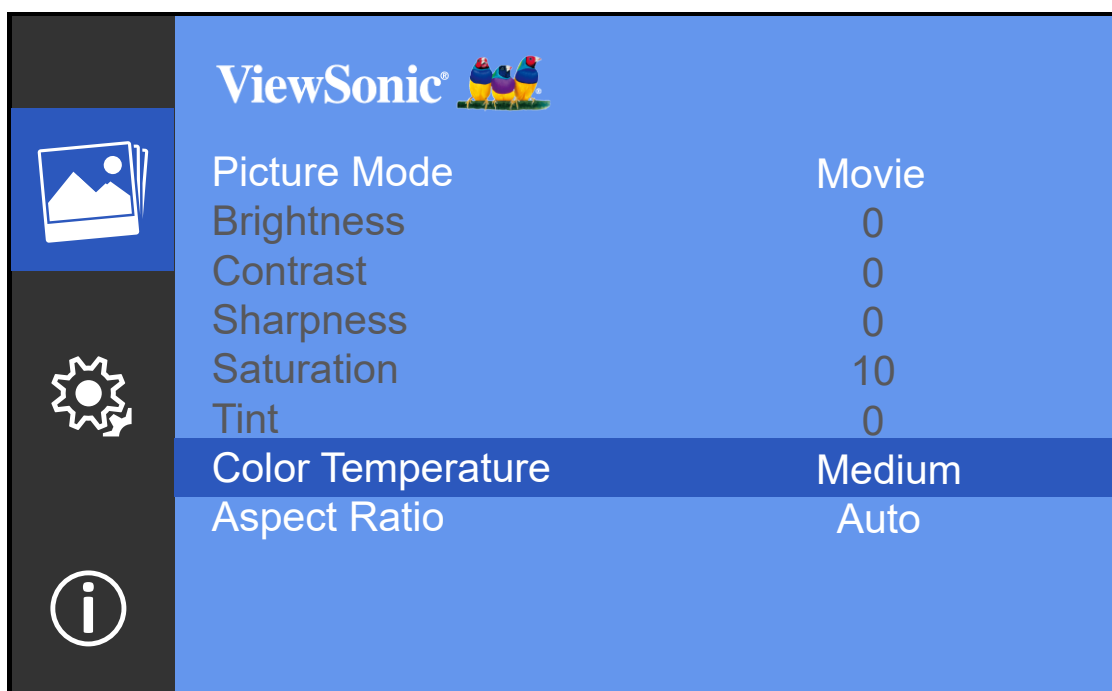 ViewSonic®
Picture Mode Movie
Brightness 0
Contrast 0
Sharpness 0
Saturation 10
Tint 0
Color Temperature Medium
Aspect Ratio Auto